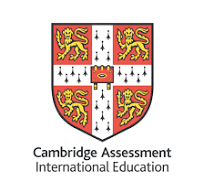 Cambridge Assessment
International Education